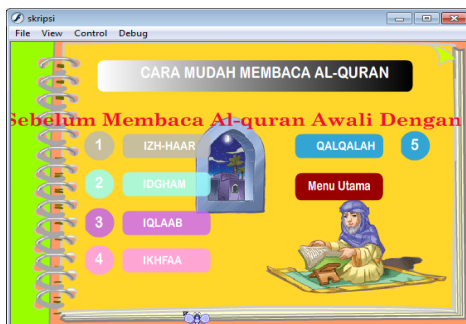 skripsi
File View Control Debug
CARA MUDAH MEMBACA AL-QURAN
Sebelum Membaca Al-quran Awali Dengan
1 IZH-HAAR
QALQALAH 5
2 IDGHAM
Menu Utama
3 IQLAAB
4 IKHFAA